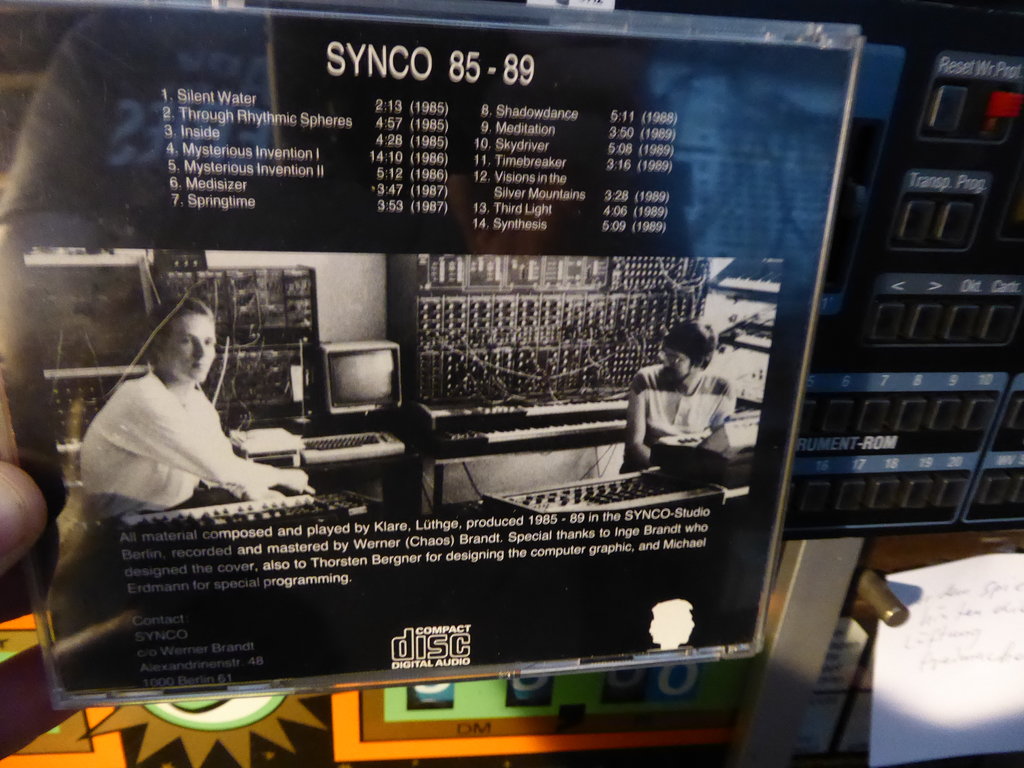 SYNCO 85 - 89
1. Silent Water 2:13 (1985)
2. Through Rhythmic Spheres 4:57 (1985)
3. Inside 4:28 (1985)
4. Mysterious Invention I 14:10 (1986)
5. Mysterious Invention II 5:12 (1986)
6. Medisizer 3:47 (1987)
7. Springtime 3:53 (1987)
8. Shadowdance 5:11 (1988)
9. Meditation 3:50 (1989)
10. Skydriver 5:08 (1989)
11. Timebreaker 3:16 (1989)
12. Visions in the
Silver Mountains 3:28 (1989)
13. Third Light 4:06 (1989)
14. Synthesis 5:09 (1989)
All material composed and played by Klare, Lüthge, produced 1985 - 89 in the SYNCO-Studio
Berlin, recorded and mastered by Werner (Chaos) Brandt. Special thanks to Inge Brandt who
designed the cover, also to Thorsten Bergner for designing the computer graphic, and Michael
Erdmann for special programming.
Contact:
SYNCO
c/o Werner Brandt
Alexandrinenstr. 48
1000 Berlin 61
COMPACT
disc
DIGITAL AUDIO
Reset Wr.Prot.
Transp. Prog.
< > Okt. Contr.
5 6 7 8 9 10
RUMENT-ROM
16 17 18 19 20
DM